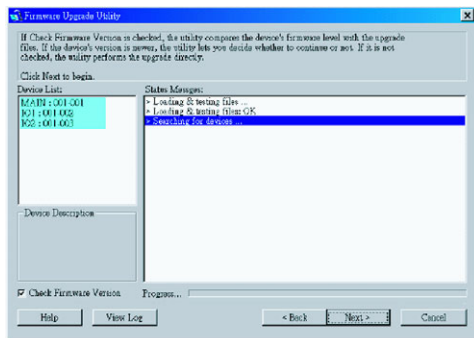 Firmware Upgrade Utility
If Check Firmware Version is checked, the utility compares the device's firmware level with the upgrade
files. If the device's version is newer, the utility lets you decide whether to continue or not. If it is not
checked, the utility performs the upgrade directly.
Click Next to begin.
Device List: Status Messages:
MAIN : 001-001
IO1 : 001-002
IO2 : 001-003
> Loading & testing files ...
> Loading & testing files: OK
> Searching for devices ...
Device Description
Check Firmware Version Progress...
Help View Log < Back Next > Cancel